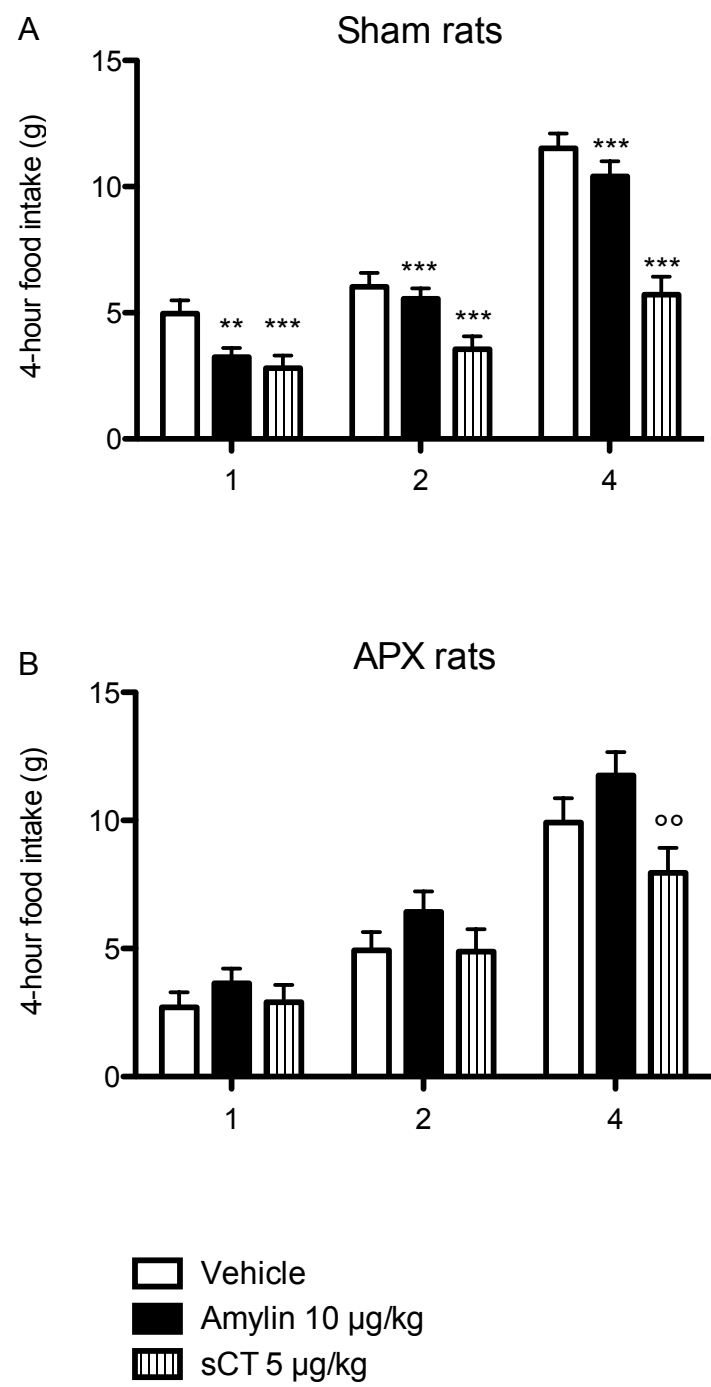 A
Sham rats
15
4-hour food intake (g)
***
10
***
***
5
**
***
***
0
1
2
4
B
APX rats
15
4-hour food intake (g)
10
°°
5
0
1
2
4
Vehicle
Amylin 10 µg/kg
sCT 5 µg/kg